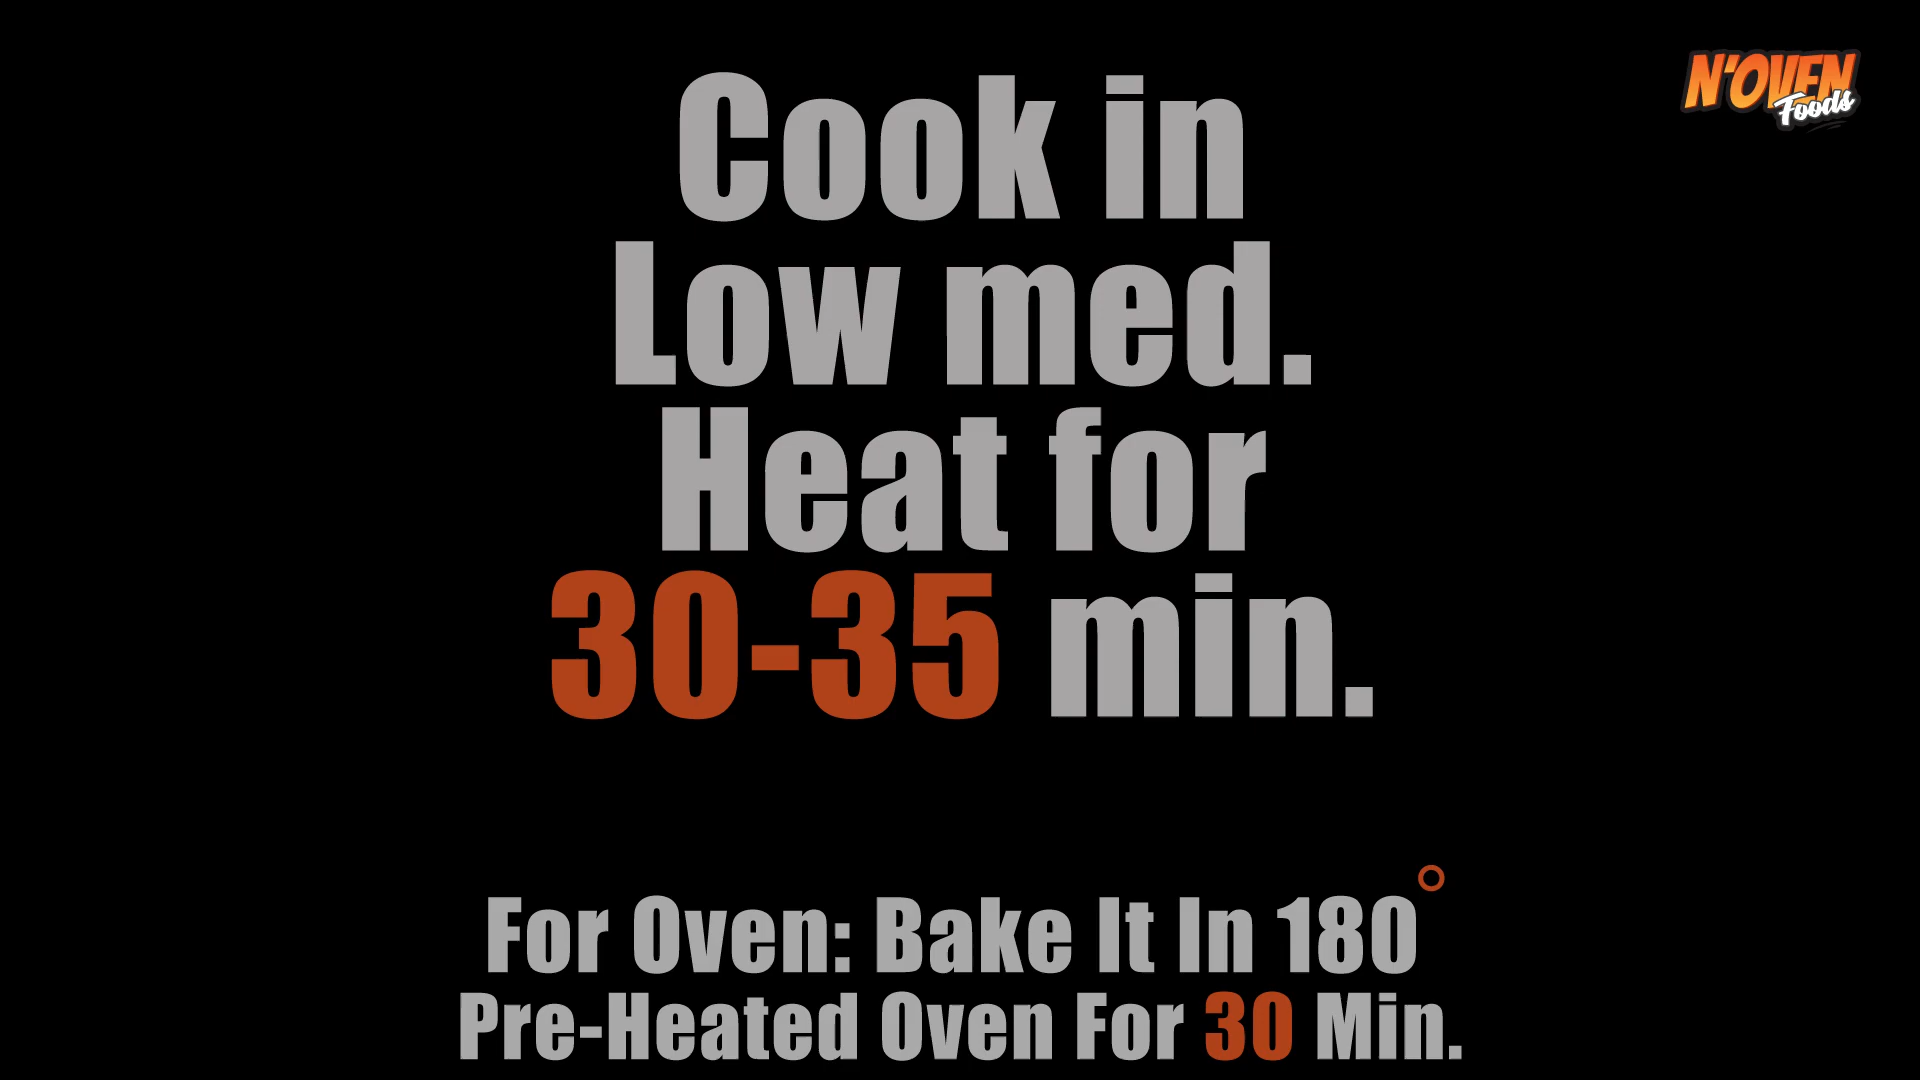 N'OVEN
Foods
Cook in
Low med.
Heat for
30-35 min.
For Oven: Bake It In 180°
Pre-Heated Oven For 30 Min.